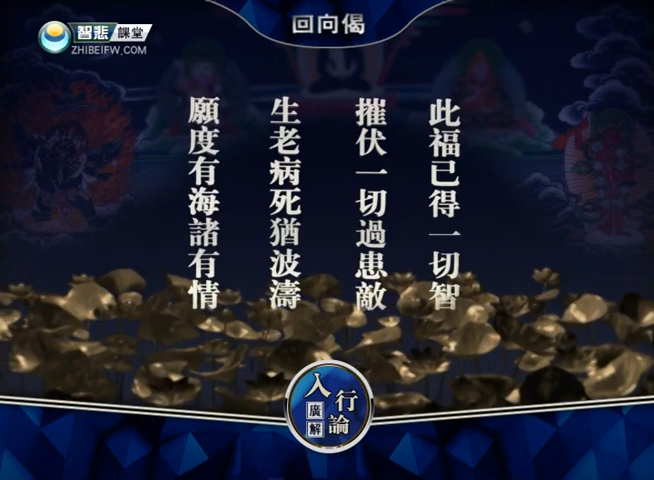 智悲課堂
ZHIBEIFW.COM
回向偈
此福已得一切智
摧伏一切過患敵
生老病死猶波濤
願度有海諸有情
入行論
廣解